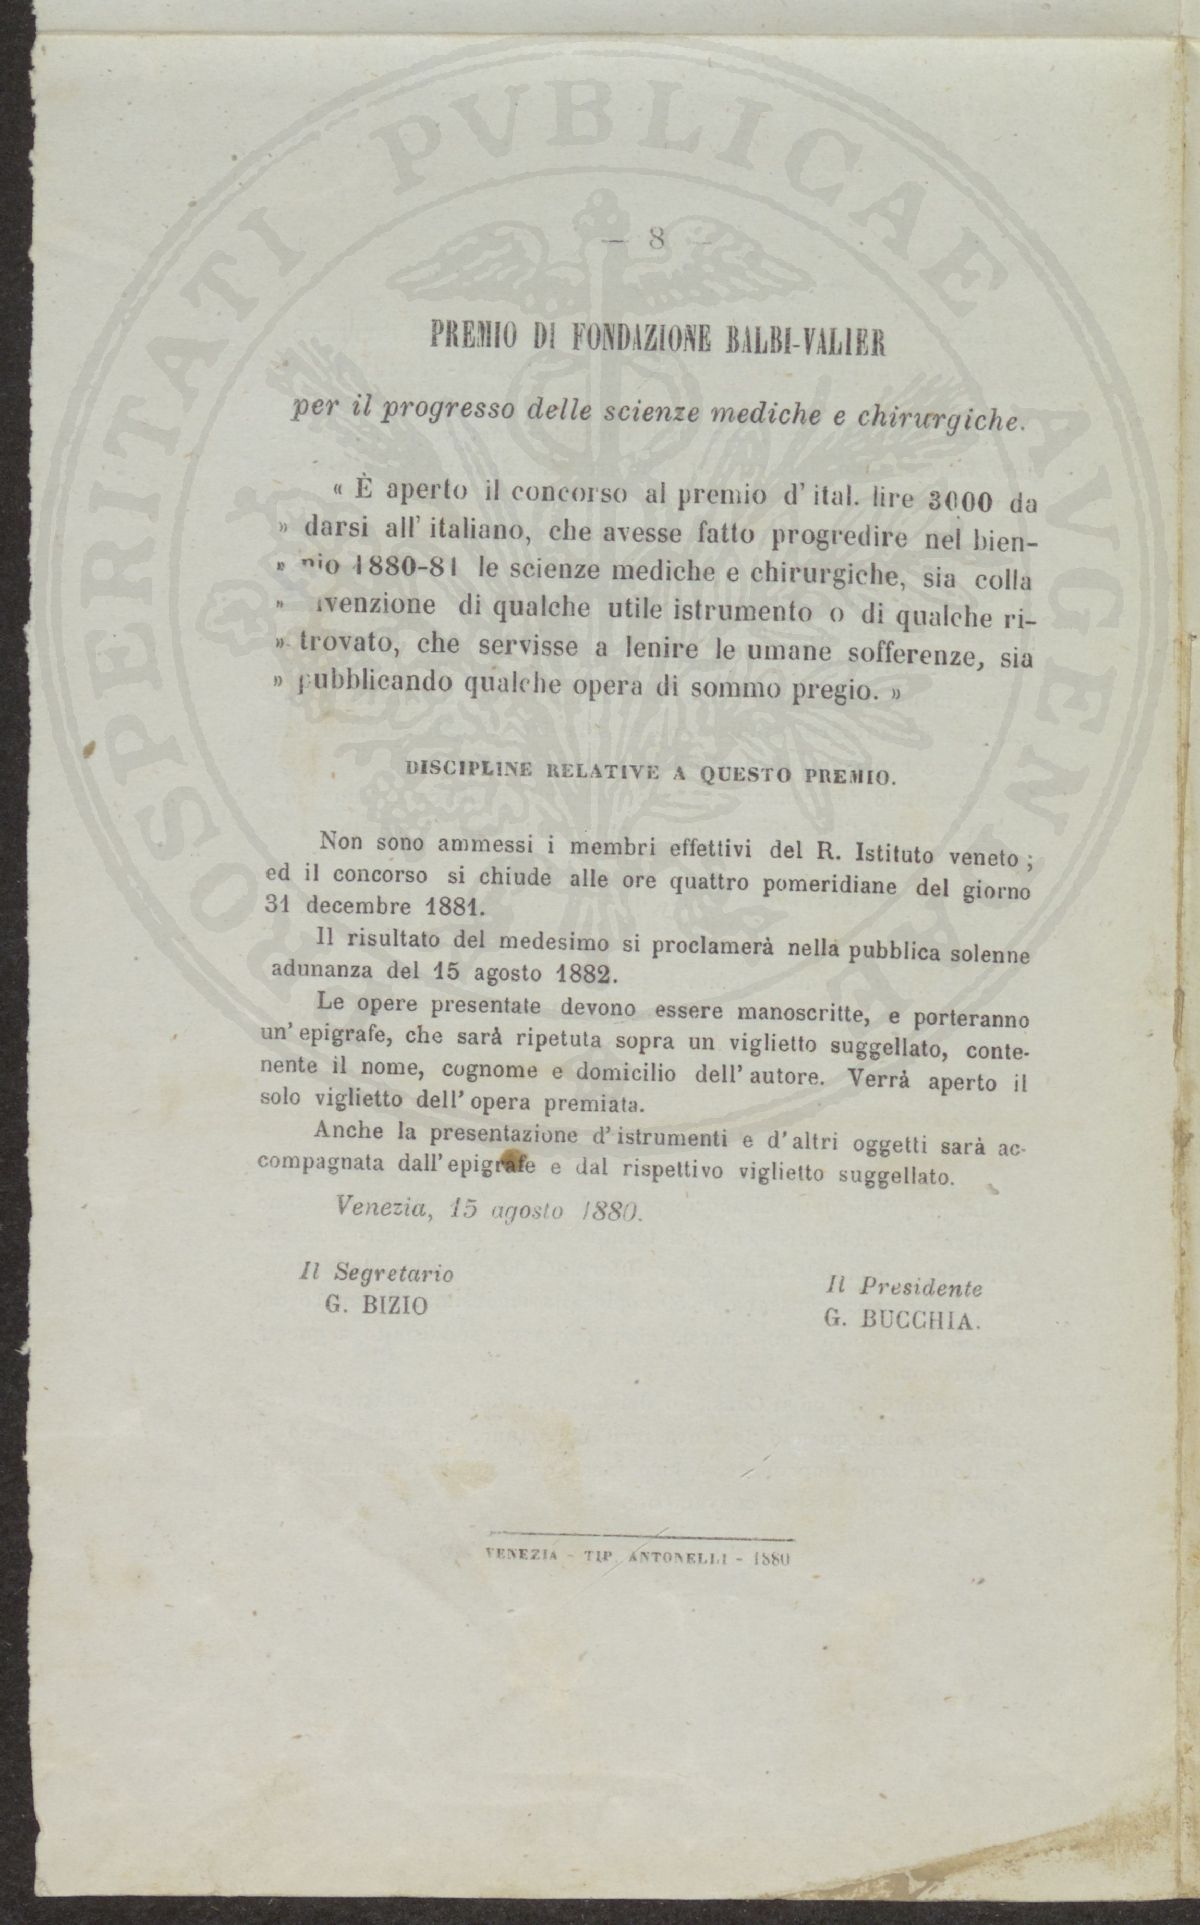 — 8 —
PREMIO DI FONDAZIONE BALBI-VALIER
per il progresso delle scienze mediche e chirurgiche.
« È aperto il concorso al premio d' ital. lire 3000 da
» darsi all' italiano, che avesse fatto progredire nel bien-
» nio 1880-81 le scienze mediche e chirurgiche, sia colla
» invenzione di qualche utile istrumento o di qualche ri-
» trovato, che servisse a lenire le umane sofferenze, sia
» pubblicando qualche opera di sommo pregio. »
DISCIPLINE RELATIVE A QUESTO PREMIO.
Non sono ammessi i membri effettivi del R. Istituto veneto ;
ed il concorso si chiude alle ore quattro pomeridiane del giorno
31 decembre 1881.
Il risultato del medesimo si proclamerà nella pubblica solenne
adunanza del 15 agosto 1882.
Le opere presentate devono essere manoscritte, e porteranno
un' epigrafe, che sarà ripetuta sopra un viglietto suggellato, conte-
nente il nome, cognome e domicilio dell' autore. Verrà aperto il
solo viglietto dell' opera premiata.
Anche la presentazione d' istrumenti e d' altri oggetti sarà ac-
compagnata dall' epigrafe e dal rispettivo viglietto suggellato.
Venezia, 15 agosto 1880.
Il Segretario
G. BIZIO
Il Presidente
G. BUCCHIA.
VENEZIA - TIP. ANTONELLI - 1880
PROSPERITATI PVBLICAE AVGENDAE